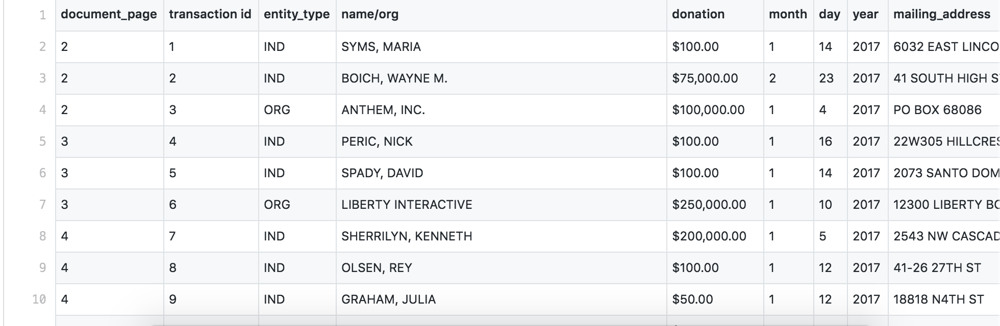 1 document_page transaction id entity_type name/org donation month day year mailing_address
2 2 1 IND SYMS, MARIA $100.00 1 14 2017 6032 EAST LINCO
3 2 2 IND BOICH, WAYNE M. $75,000.00 2 23 2017 41 SOUTH HIGH S
4 2 3 ORG ANTHEM, INC. $100,000.00 1 4 2017 PO BOX 68086
5 3 4 IND PERIC, NICK $100.00 1 16 2017 22W305 HILLCRES
6 3 5 IND SPADY, DAVID $100.00 1 14 2017 2073 SANTO DOM
7 3 6 ORG LIBERTY INTERACTIVE $250,000.00 1 10 2017 12300 LIBERTY BO
8 4 7 IND SHERRILYN, KENNETH $200,000.00 1 5 2017 2543 NW CASCAD
9 4 8 IND OLSEN, REY $100.00 1 12 2017 41-26 27TH ST
10 4 9 IND GRAHAM, JULIA $50.00 1 12 2017 18818 N4TH ST